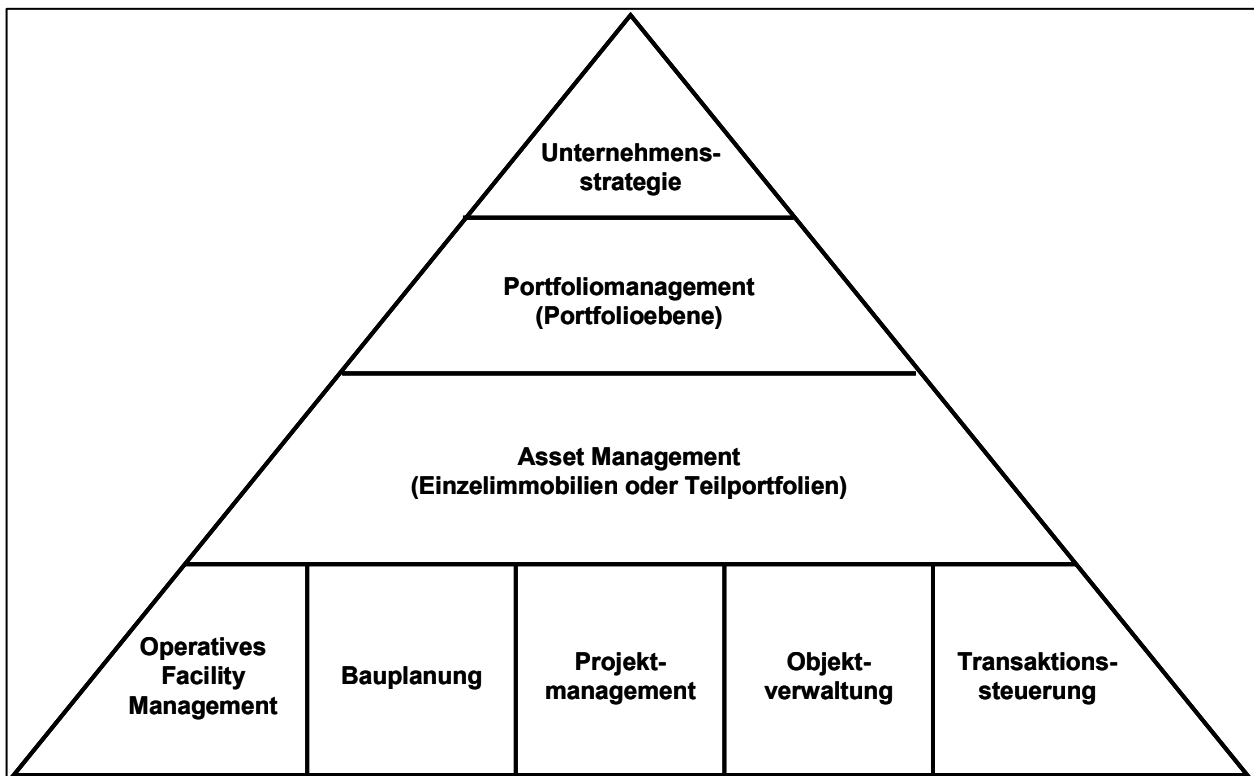 Unternehmens-
strategie
Portfoliomanagement
(Portfolioebene)
Asset Management
(Einzelimmobilien oder Teilportfolien)
Operatives
Facility
Management
Bauplanung
Projekt-
management
Objekt-
verwaltung
Transaktions-
steuerung